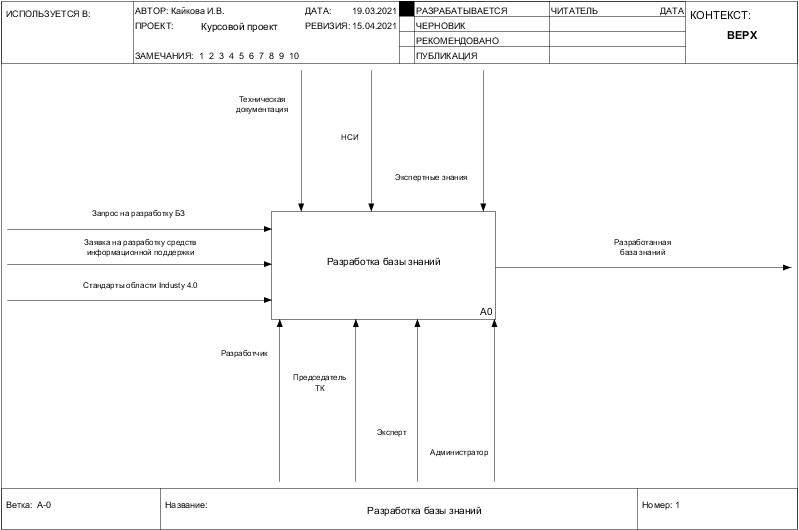 ИСПОЛЬЗУЕТСЯ В:
АВТОР: Кайкова И.В.
ДАТА: 19.03.2021
ПРОЕКТ: Курсовой проект
РЕВИЗИЯ: 15.04.2021
ЗАМЕЧАНИЯ: 1 2 3 4 5 6 7 8 9 10
РАЗРАБАТЫВАЕТСЯ
ЧЕРНОВИК
РЕКОМЕНДОВАНО
ПУБЛИКАЦИЯ
ЧИТАТЕЛЬ ДАТА
КОНТЕКСТ:
ВЕРХ
Техническая
документация
НСИ
Экспертные знания
Запрос на разработку БЗ
Заявка на разработку средств
информационной поддержки
Стандарты области Industy 4.0
Разработка базы знаний
A0
Разработанная
база знаний
Разработчик
Председатель
ТК
Эксперт
Администратор
Ветка: А-0
Название:
Разработка базы знаний
Номер: 1